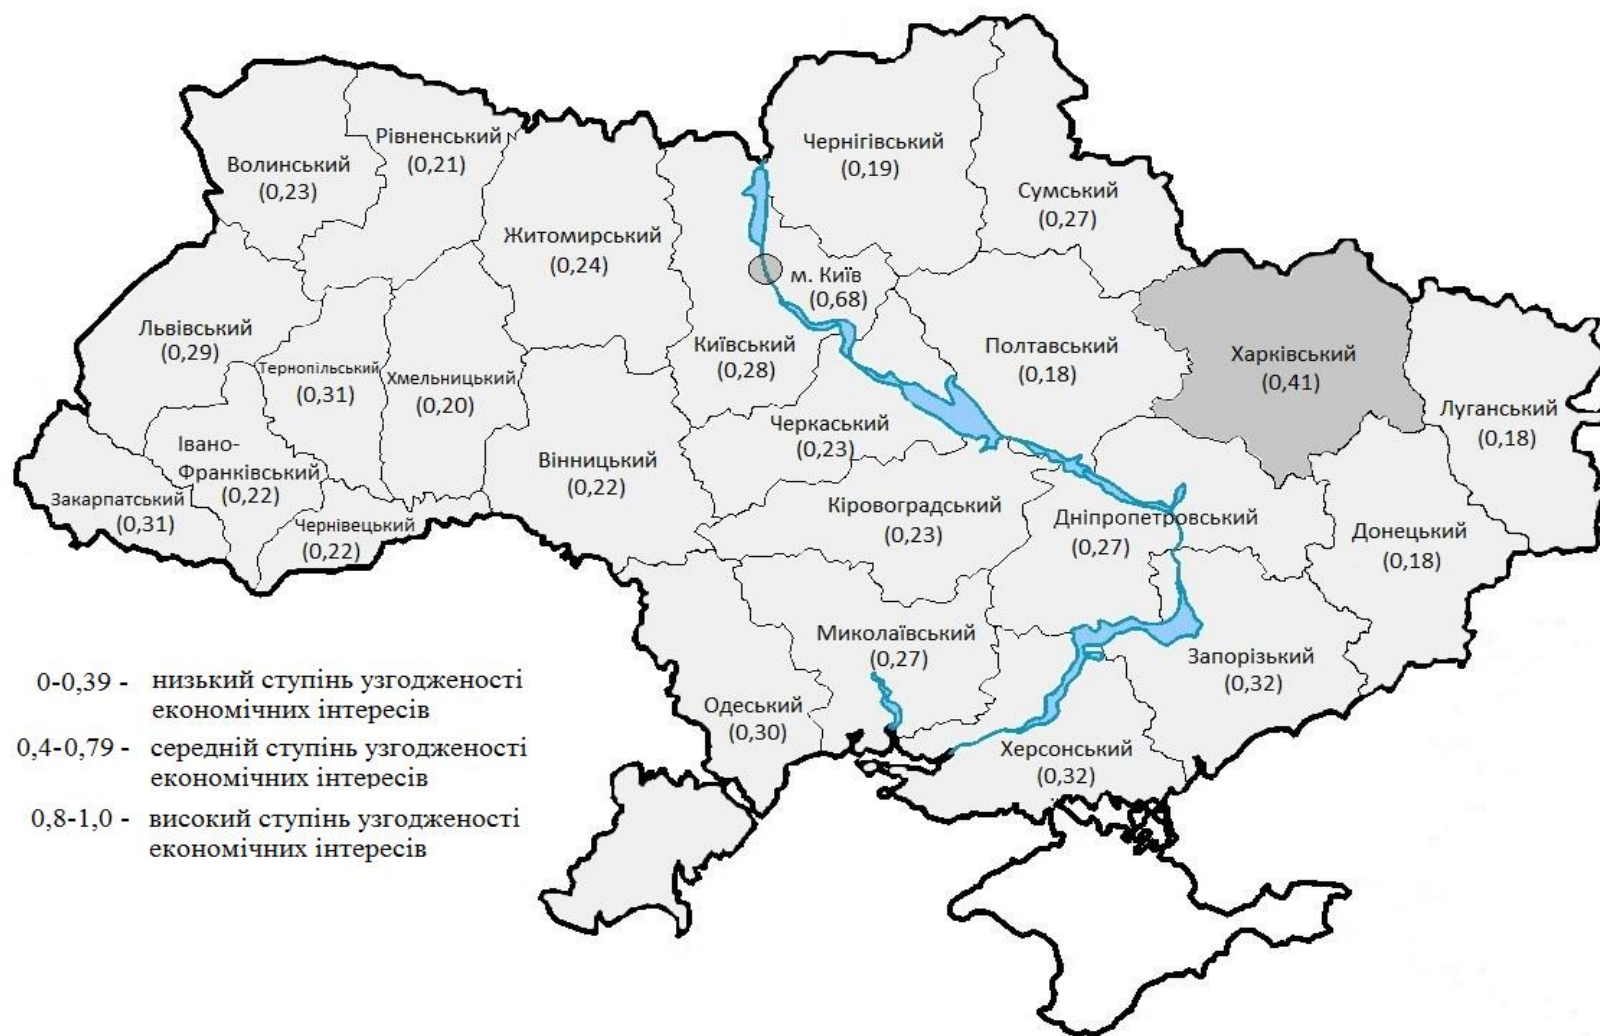 Волинський
(0,23)
Рівненський
(0,21)
Житомирський
(0,24)
Чернігівський
(0,19)
Сумський
(0,27)
м. Київ
(0,68)
Київський
(0,28)
Львівський
(0,29)
Тернопільський
(0,31)
Хмельницький
(0,20)
Полтавський
(0,18)
Харківський
(0,41)
Луганський
(0,18)
Черкаський
(0,23)
Вінницький
(0,22)
Івано-
Франківський
(0,22)
Закарпатський
(0,31)
Чернівецький
(0,22)
Кіровоградський
(0,23)
Дніпропетровський
(0,27)
Донецький
(0,18)
Миколаївський
(0,27)
Запорізький
(0,32)
Одеський
(0,30)
Херсонський
(0,32)
0-0,39 - низький ступінь узгодженості
економічних інтересів
0,4-0,79 - середній ступінь узгодженості
економічних інтересів
0,8-1,0 - високий ступінь узгодженості
економічних інтересів